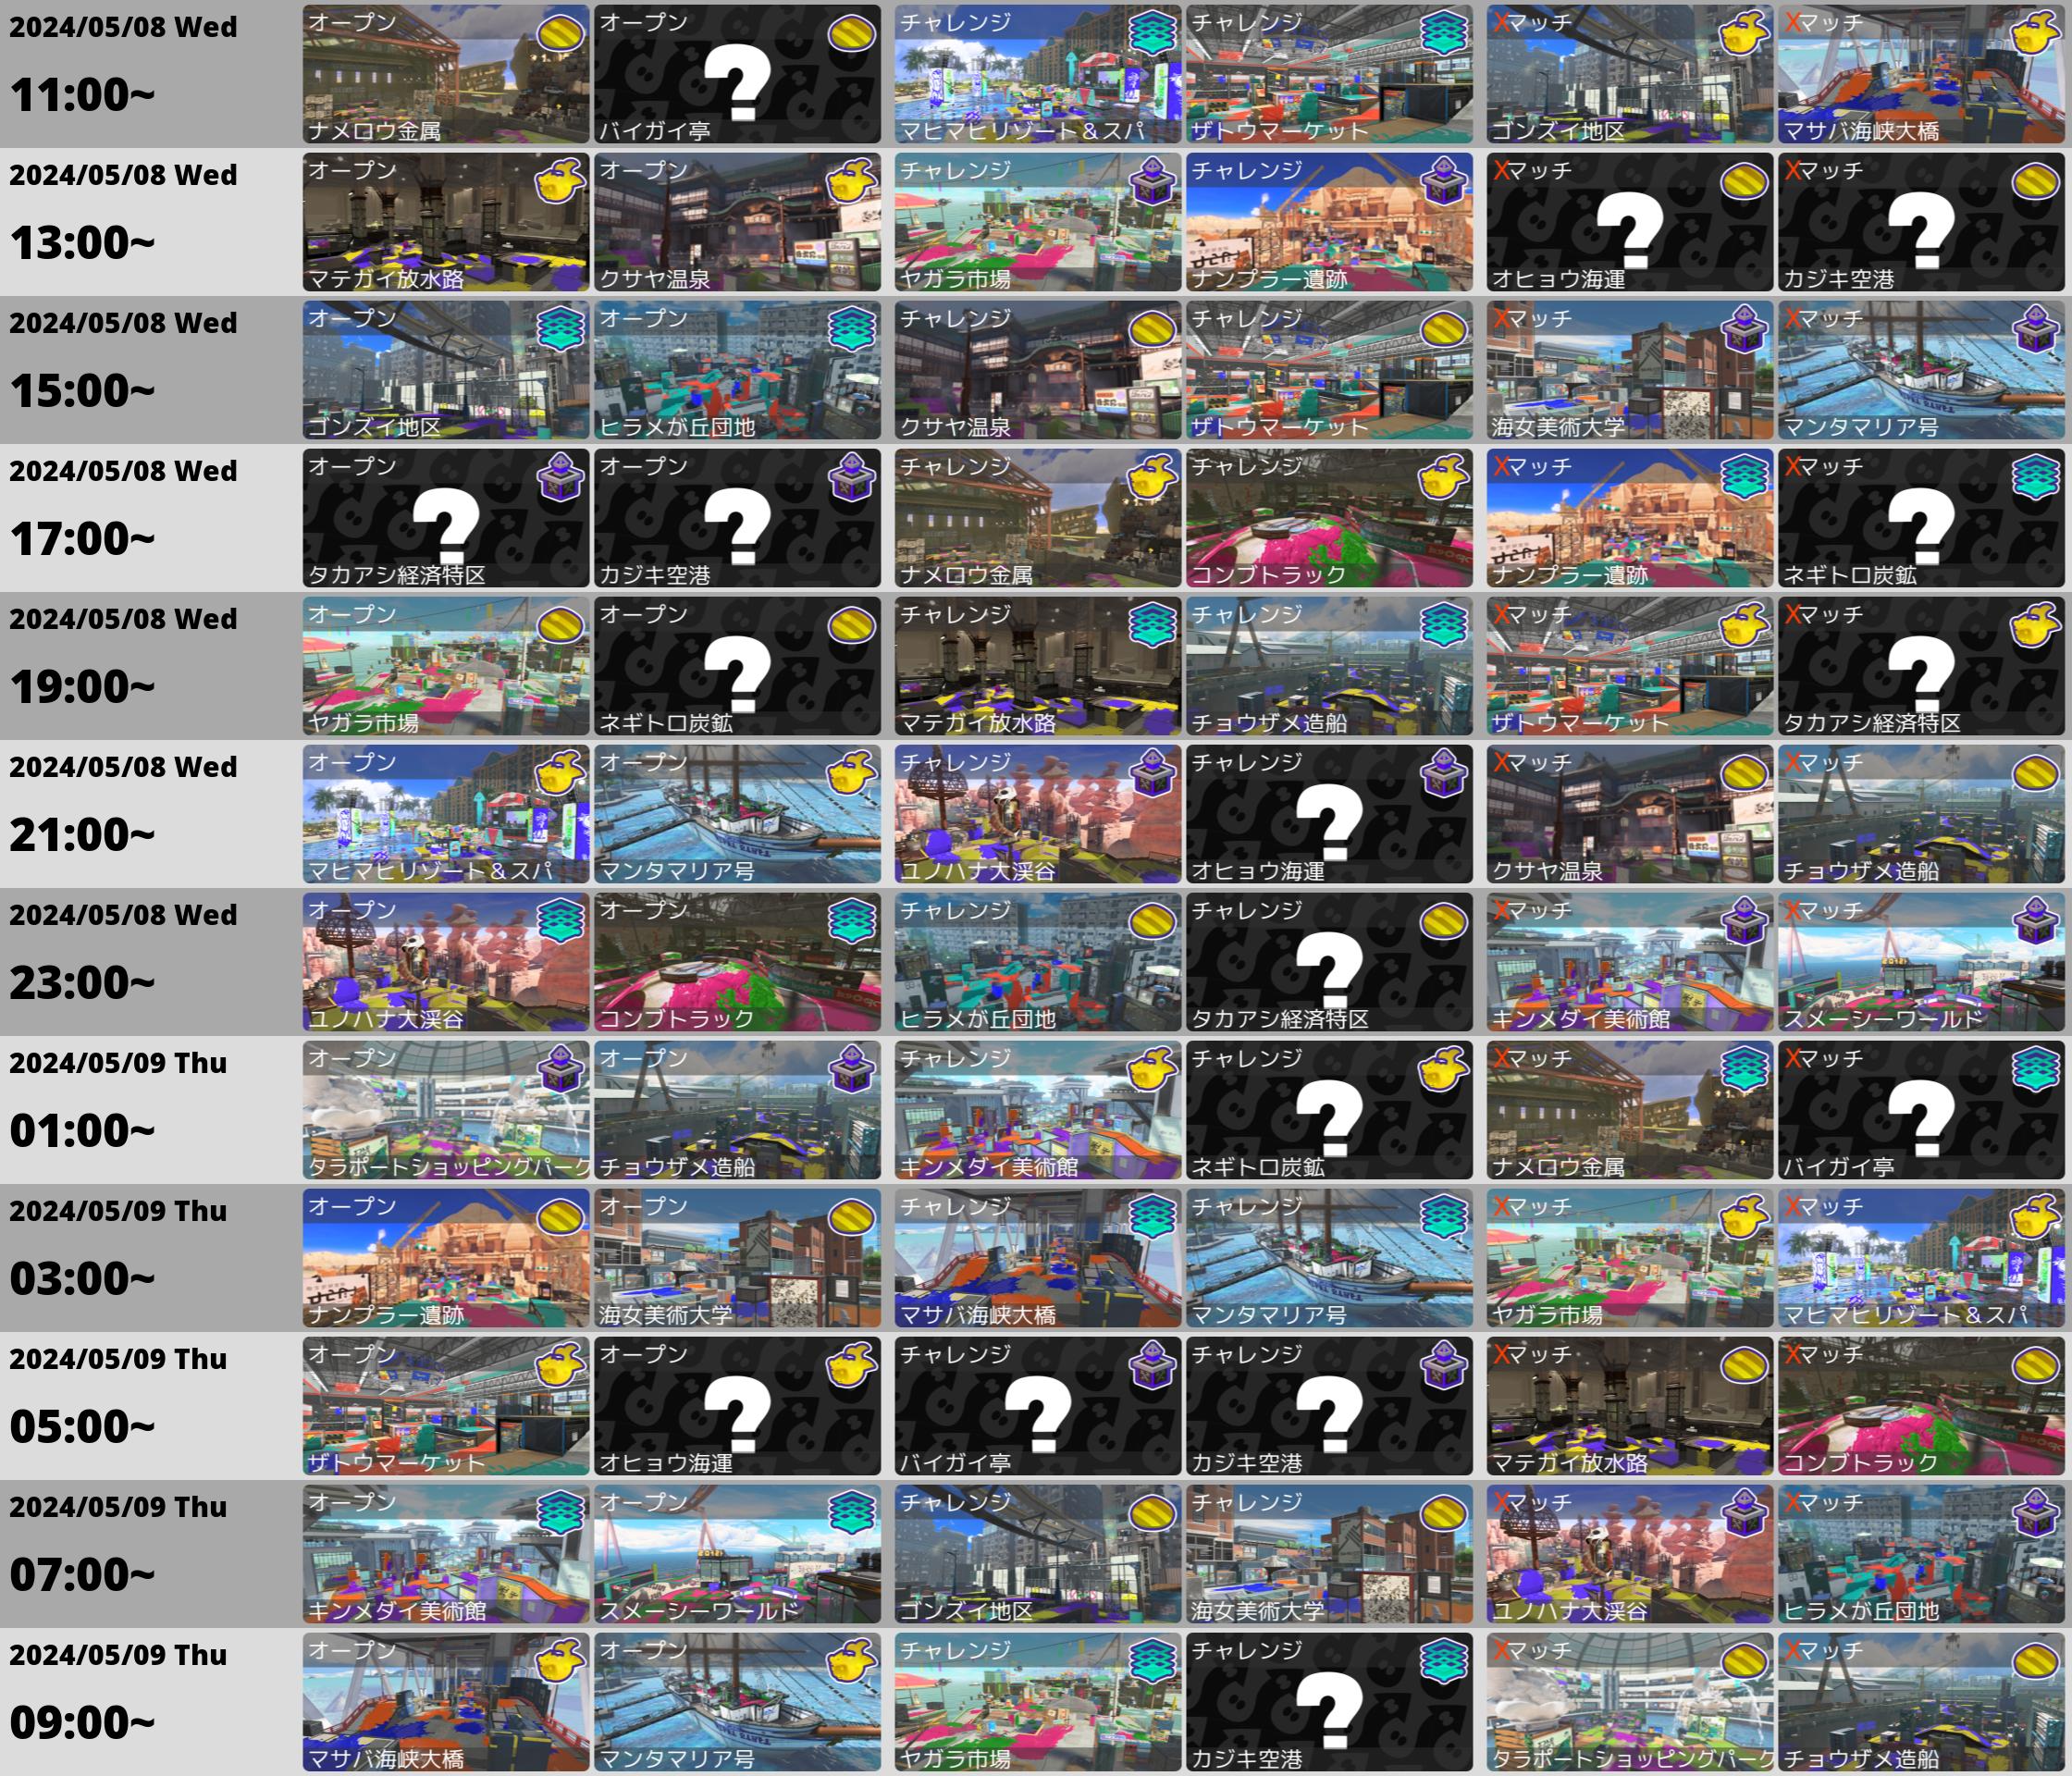 2024/05/08 Wed
11:00~
オープン
ナメロウ金属
オープン
バイガイ亭
チャレンジ
マヒマヒリゾート&スパ
チャレンジ
ザトウマーケット
Xマッチ
ゴンズイ地区
Xマッチ
マサバ海峡大橋
2024/05/08 Wed
13:00~
オープン
マテガイ放水路
オープン
クサヤ温泉
チャレンジ
ヤガラ市場
チャレンジ
ナンプラー遺跡
Xマッチ
オヒョウ海運
Xマッチ
カジキ空港
2024/05/08 Wed
15:00~
オープン
ゴンズイ地区
オープン
ヒラメが丘団地
チャレンジ
クサヤ温泉
チャレンジ
ザトウマーケット
Xマッチ
海女美術大学
Xマッチ
マンタマリア号
2024/05/08 Wed
17:00~
オープン
タカアシ経済特区
オープン
カジキ空港
チャレンジ
ナメロウ金属
チャレンジ
コンブトラック
Xマッチ
ナンプラー遺跡
Xマッチ
ネギトロ炭鉱
2024/05/08 Wed
19:00~
オープン
ヤガラ市場
オープン
ネギトロ炭鉱
チャレンジ
マテガイ放水路
チャレンジ
チョウザメ造船
Xマッチ
ザトウマーケット
Xマッチ
タカアシ経済特区
2024/05/08 Wed
21:00~
オープン
マヒマヒリゾート&スパ
オープン
マンタマリア号
チャレンジ
ユノハナ大渓谷
チャレンジ
オヒョウ海運
Xマッチ
クサヤ温泉
Xマッチ
チョウザメ造船
2024/05/08 Wed
23:00~
オープン
ユノハナ大渓谷
オープン
コンブトラック
チャレンジ
ヒラメが丘団地
チャレンジ
タカアシ経済特区
Xマッチ
キンメダイ美術館
Xマッチ
スメーシーワールド
2024/05/09 Thu
01:00~
オープン
タラポートショッピングパーク
オープン
チョウザメ造船
チャレンジ
キンメダイ美術館
チャレンジ
ネギトロ炭鉱
Xマッチ
ナメロウ金属
Xマッチ
バイガイ亭
2024/05/09 Thu
03:00~
オープン
ナンプラー遺跡
オープン
海女美術大学
チャレンジ
マサバ海峡大橋
チャレンジ
マンタマリア号
Xマッチ
ヤガラ市場
Xマッチ
マヒマヒリゾート&スパ
2024/05/09 Thu
05:00~
オープン
ザトウマーケット
オープン
オヒョウ海運
チャレンジ
バイガイ亭
チャレンジ
カジキ空港
Xマッチ
マテガイ放水路
Xマッチ
コンブトラック
2024/05/09 Thu
07:00~
オープン
キンメダイ美術館
オープン
スメーシーワールド
チャレンジ
ゴンズイ地区
チャレンジ
海女美術大学
Xマッチ
ユノハナ大渓谷
Xマッチ
ヒラメが丘団地
2024/05/09 Thu
09:00~
オープン
マサバ海峡大橋
オープン
マンタマリア号
チャレンジ
ヤガラ市場
チャレンジ
カジキ空港
Xマッチ
タラポートショッピングパーク
Xマッチ
チョウザメ造船